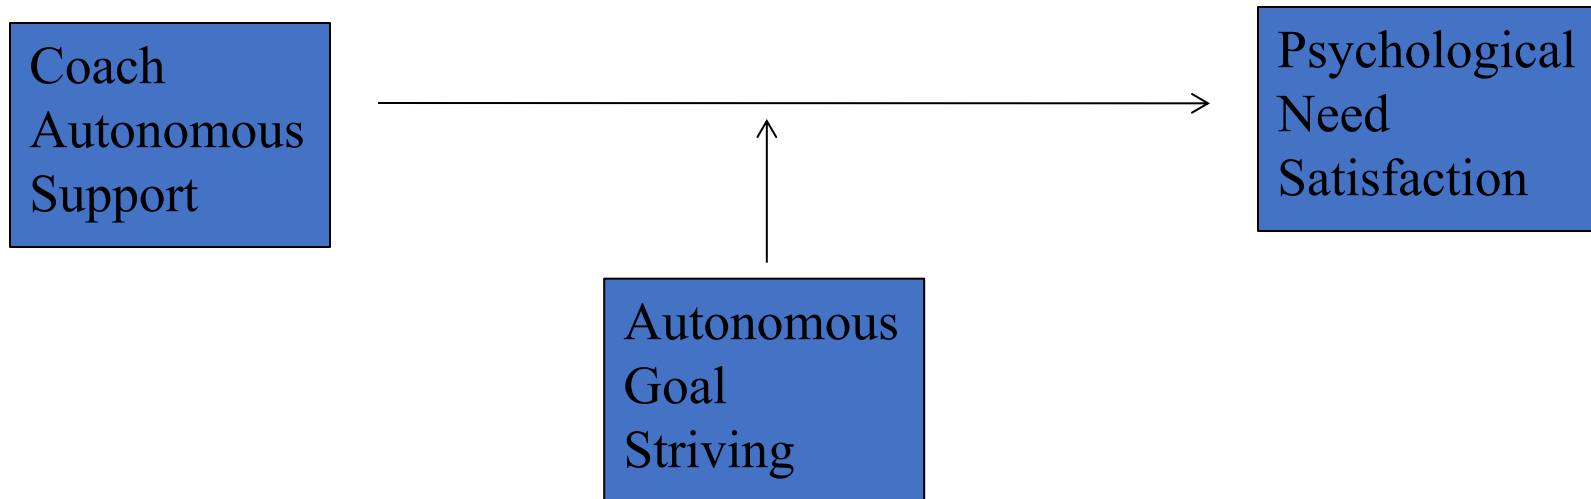 Coach
Autonomous
Support
Psychological
Need
Satisfaction
Autonomous
Goal
Striving